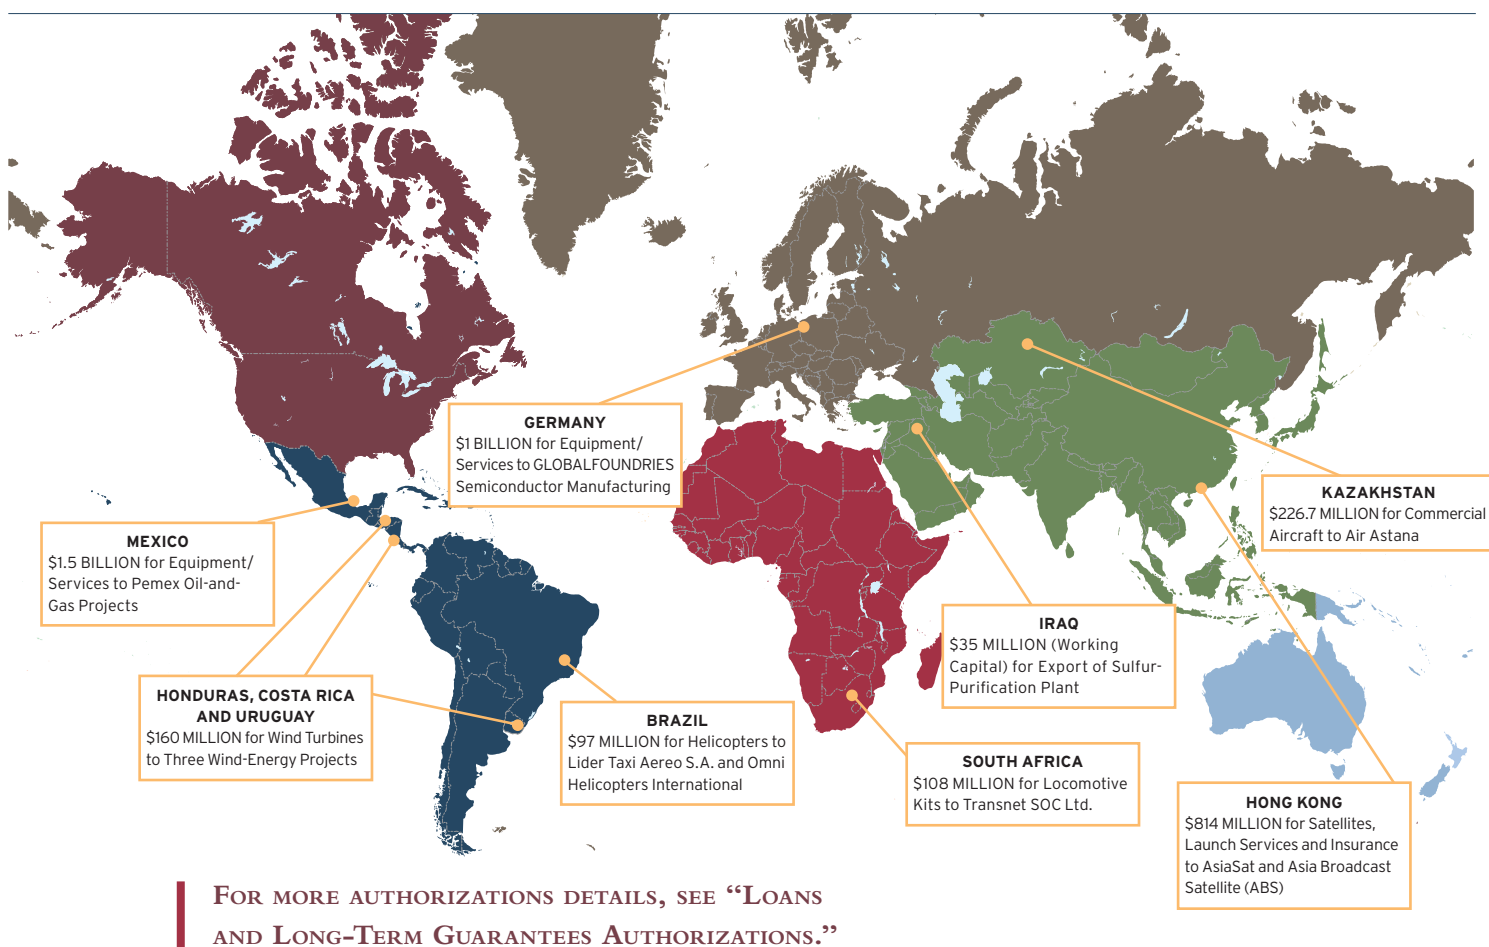 GERMANY
$1 BILLION for Equipment/
Services to GLOBALFOUNDRIES
Semiconductor Manufacturing
KAZAKHSTAN
$226.7 MILLION for Commercial
Aircraft to Air Astana
MEXICO
$1.5 BILLION for Equipment/
Services to Pemex Oil-and-
Gas Projects
IRAQ
$35 MILLION (Working
Capital) for Export of Sulfur-
Purification Plant
HONDURAS, COSTA RICA
AND URUGUAY
$160 MILLION for Wind Turbines
to Three Wind-Energy Projects
BRAZIL
$97 MILLION for Helicopters to
Lider Taxi Aereo S.A. and Omni
Helicopters International
SOUTH AFRICA
$108 MILLION for Locomotive
Kits to Transnet SOC Ltd.
HONG KONG
$814 MILLION for Satellites,
Launch Services and Insurance
to AsiaSat and Asia Broadcast
Satellite (ABS)
For more authorizations details, see “Loans
and Long-Term Guarantees Authorizations.”